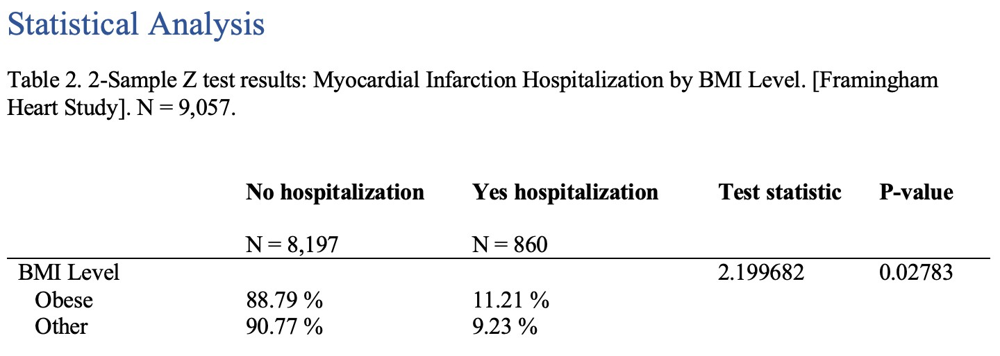 Statistical Analysis
Table 2. 2-Sample Z test results: Myocardial Infarction Hospitalization by BMI Level. [Framingham
Heart Study]. N = 9,057.
No hospitalization Yes hospitalization Test statistic P-value
N = 8,197 N = 860
BMI Level 2.199682 0.02783
Obese 88.79 % 11.21 %
Other 90.77 % 9.23 %